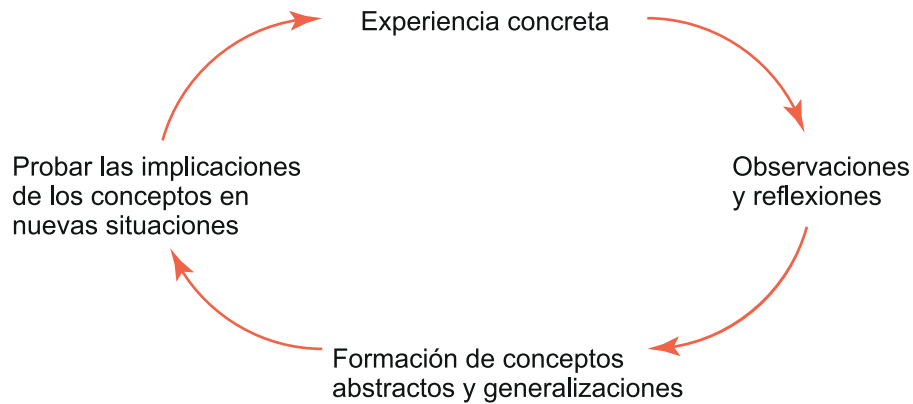 Experiencia concreta
Observaciones
y reflexiones
Formación de conceptos
abstractos y generalizaciones
Probar las implicaciones
de los conceptos en
nuevas situaciones